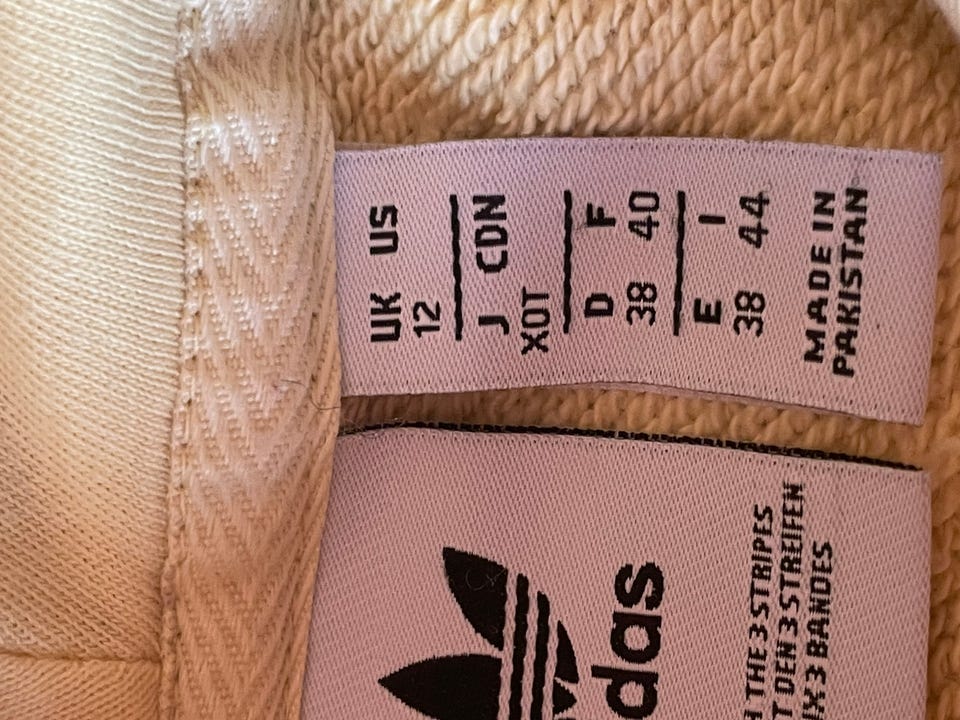 das
THE 3 STRIPES
DEN 3 STREIFEN
3 BANDES
UK US
12
J CDN
XOT
D F
38 40
E I
38 44
MADE IN
PAKISTAN